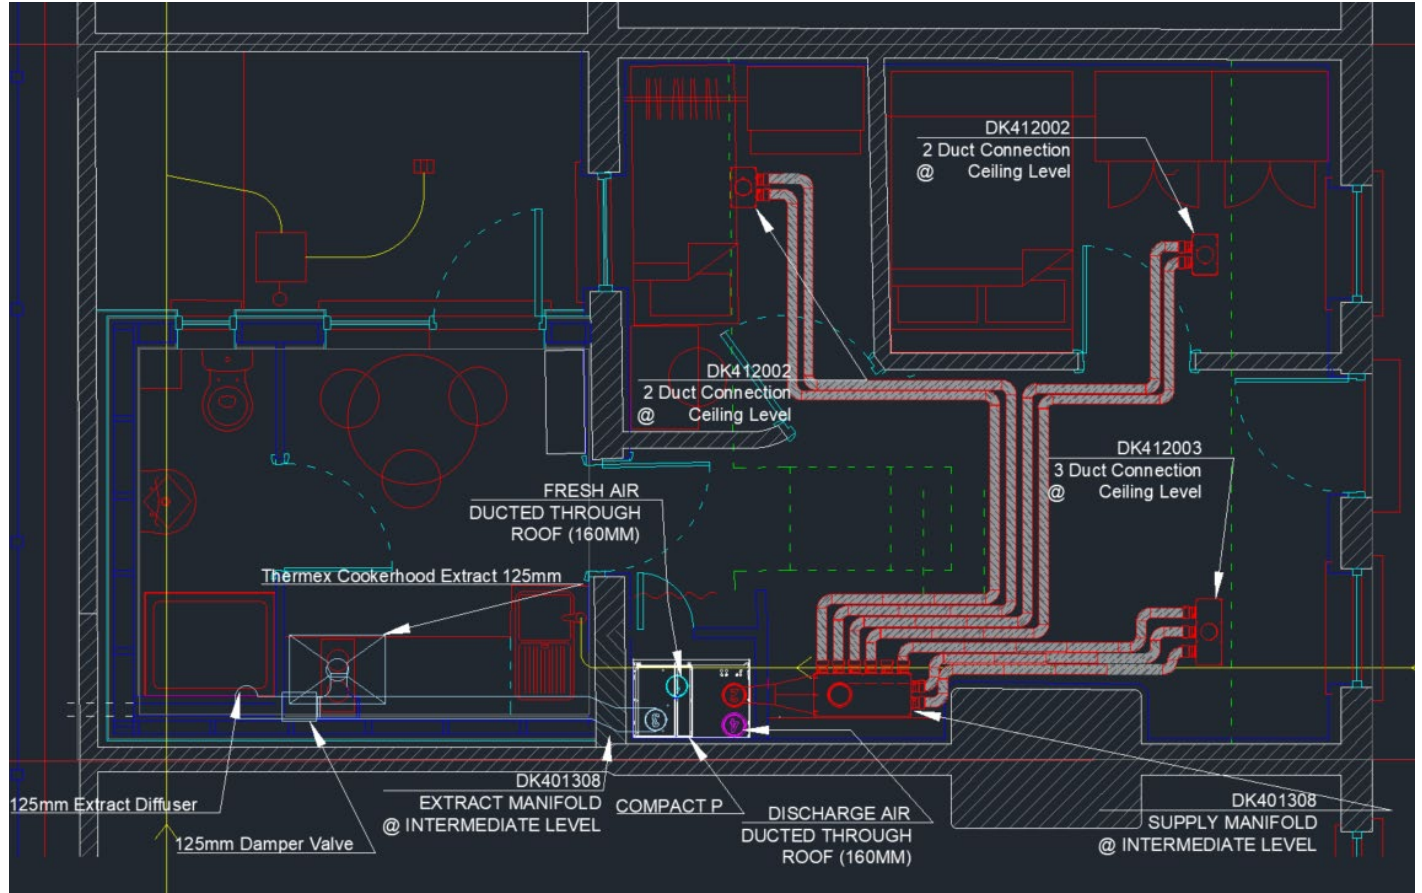 DK412002
2 Duct Connection
@ Ceiling Level
DK412002
2 Duct Connection
@ Ceiling Level
DK412003
3 Duct Connection
@ Ceiling Level
FRESH AIR
DUCTED THROUGH
ROOF (160MM)
Thermex Cookerhood Extract 125mm
125mm Extract Diffuser
125mm Damper Valve
DK401308
EXTRACT MANIFOLD
@ INTERMEDIATE LEVEL
COMPACT P
DISCHARGE AIR
DUCTED THROUGH
ROOF (160MM)
DK401308
SUPPLY MANIFOLD
@ INTERMEDIATE LEVEL